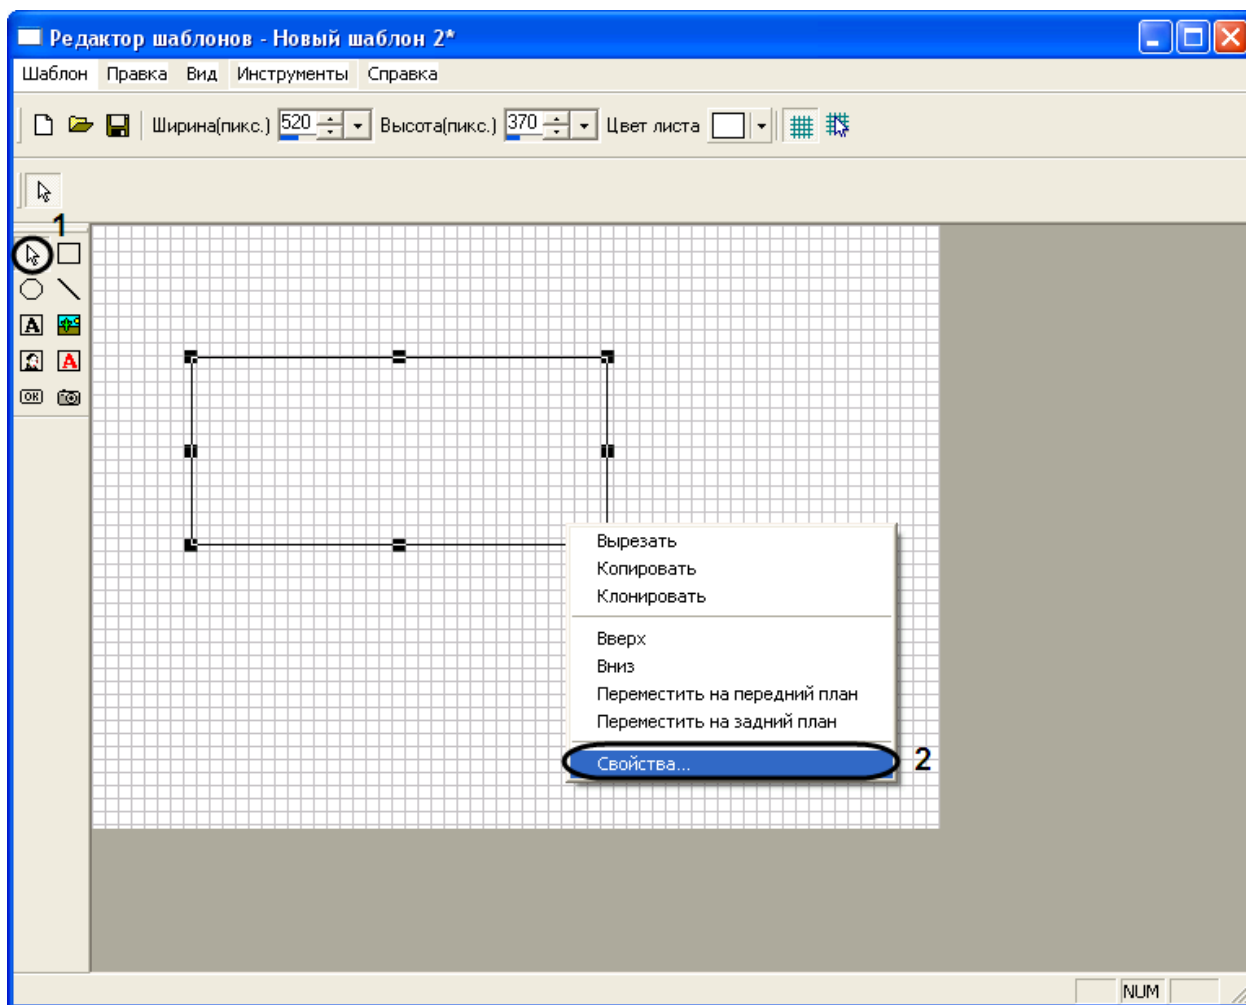 Редактор шаблонов - Новый шаблон 2*
Шаблон Правка Вид Инструменты Справка
Ширина(пикс.) 520 Высота(пикс.) 370 Цвет листа
1
A
A
OK
Вырезать
Копировать
Клонировать
Вверх
Вниз
Переместить на передний план
Переместить на задний план
Свойства... 2
NUM